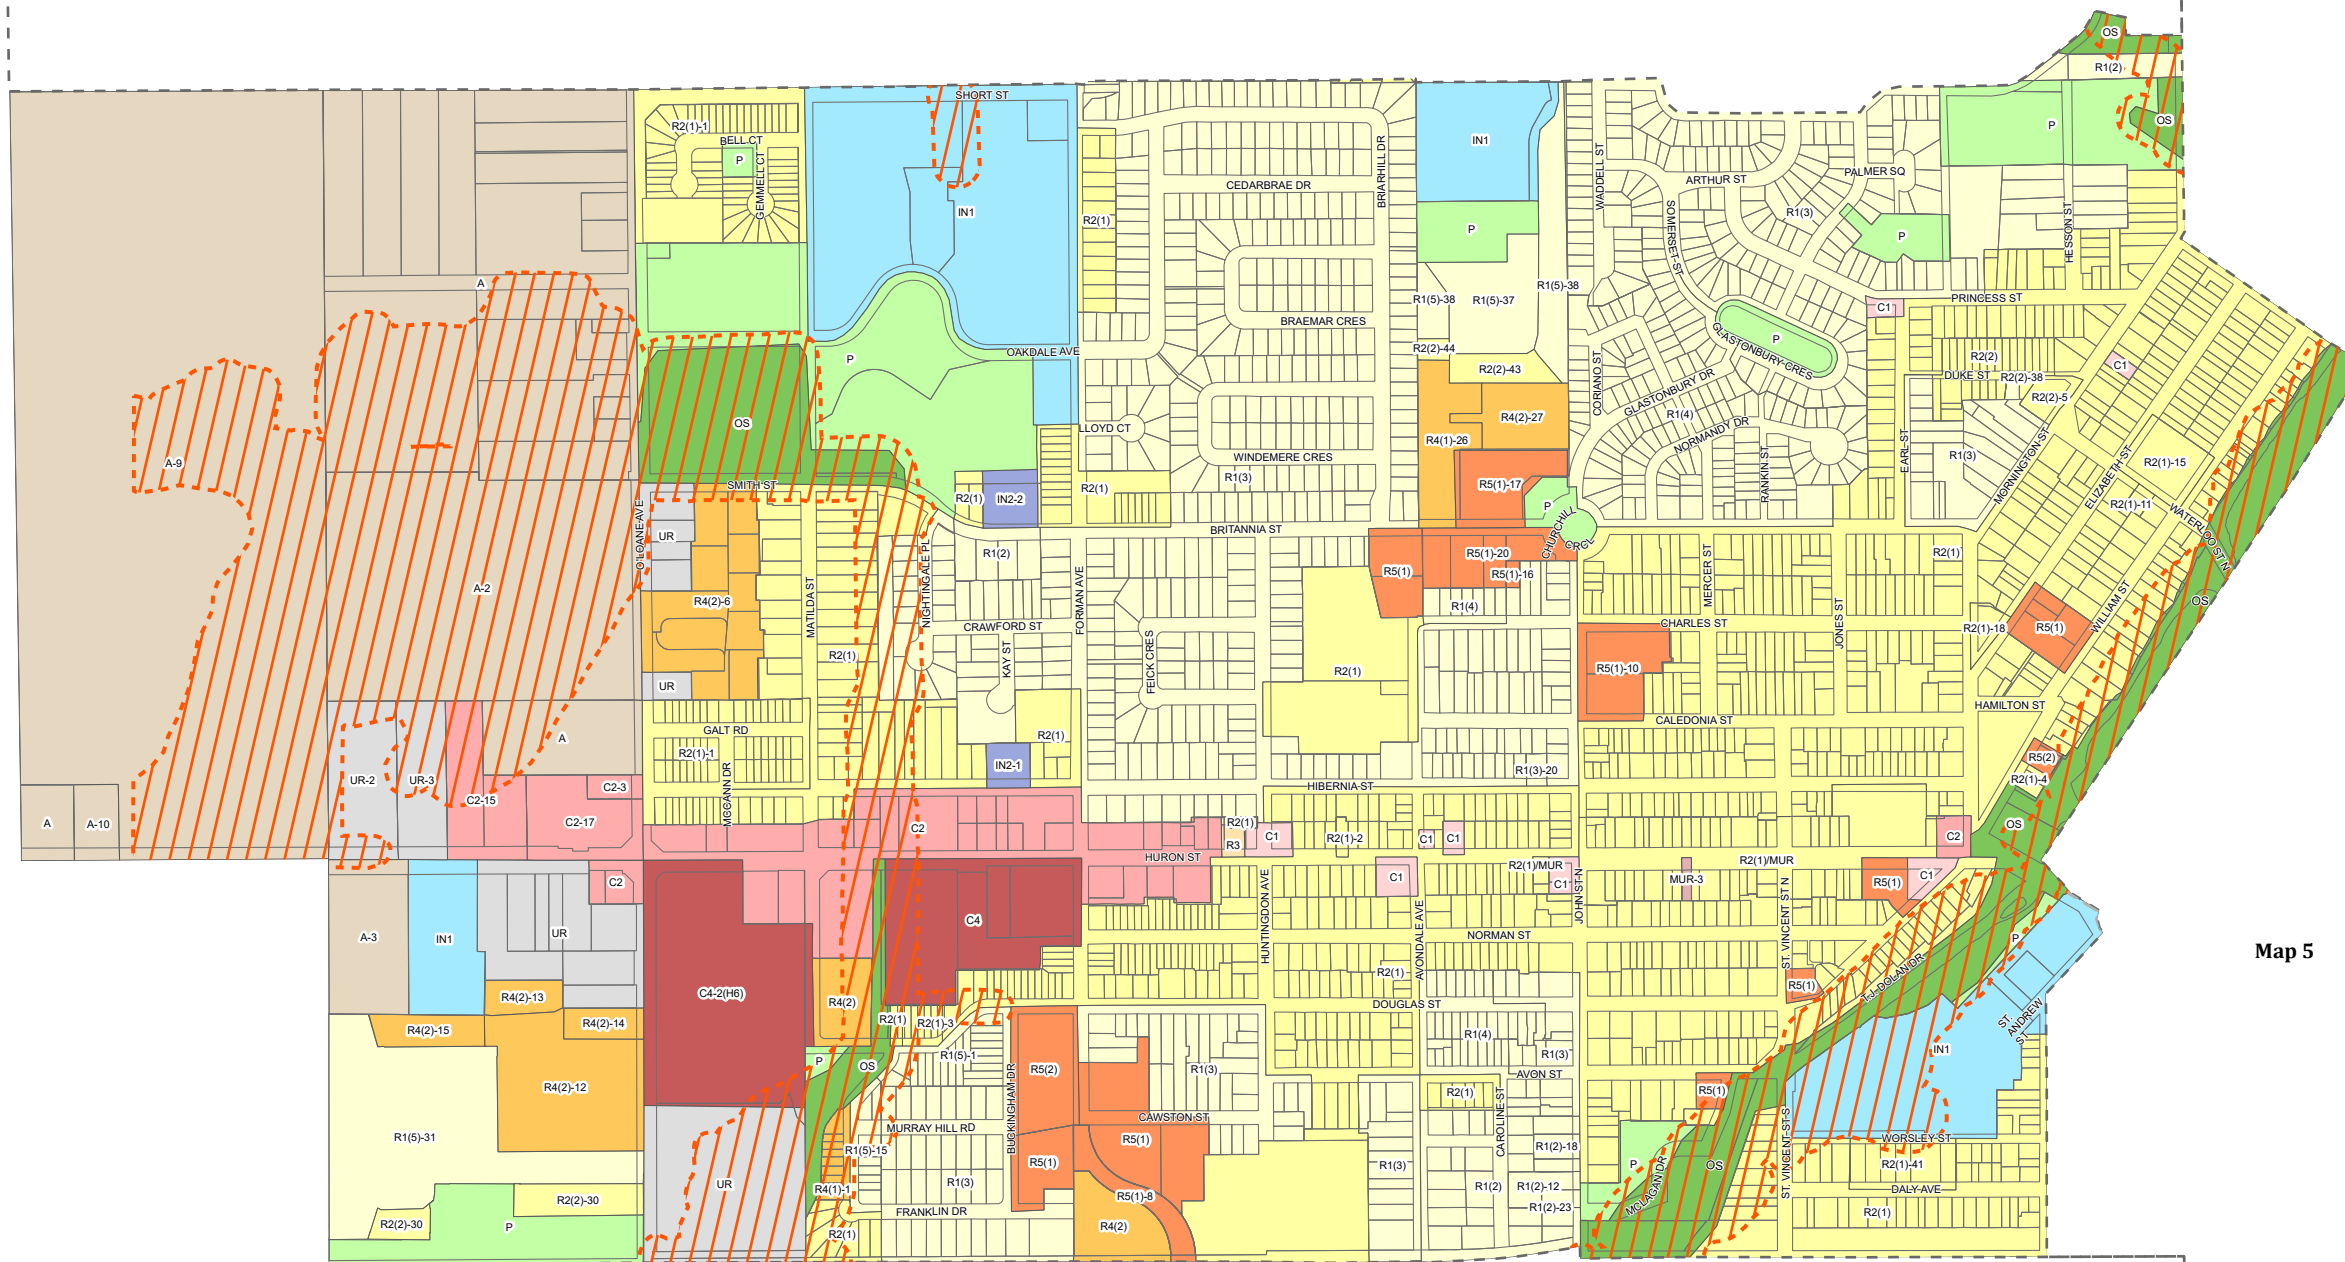 OS
R1(2)
SHORT ST
R2(1)-1
BELL CT
P
GEMMELL CT
IN1
R2(1)
CEDARBRAE DR
BRIARHILL DR
IN1
P
WADDELL ST
ARTHUR ST
PALMER SQ
SOMERSET ST
R1(3)
P
P
OS
HESSON ST
A
OAKDALE AVE
P
BRAEMAR CRES
R1(5)-38
R1(5)-37
R1(5)-38
R2(2)-44
R2(2)-43
PRINCESS ST
C1
P
GLASTONBURY CRES
R2(2)
DUKE ST
R2(2)-38
R2(2)-5
C1
CORIANO ST
GLASTONBURY DR
R1(4)
NORMANDY DR
RANKIN ST
EARL ST
R1(3)
MORNINGTON ST
ELIZABETH ST
R2(1)-15
R2(1)-11
WATERLOO ST N
A-9
OS
SMITH ST
LLOYD CT
R2(1)
WINDEMERE CRES
R1(3)
R4(1)-26
R4(2)-27
R5(1)-17
P
CHURCHILL
CRCL
R2(1)
IN2-2
BRITANNIA ST
O'LOANE AVE
UR
A-2
R4(2)-6
MATILDA ST
NIGHTINGALE PL
R1(2)
FORMAN AVE
R5(1)
R5(1)-20
R5(1)-16
R1(4)
MERCER ST
JONES ST
R2(1)
WILLIAM ST
OS
CRAWFORD ST
KAY ST
FEICK CRES
CHARLES ST
R2(1)-18
R5(1)
R2(1)
R2(1)
R5(1)-10
UR
GALT RD
R2(1)-1
MCCANN DR
R2(1)
IN2-1
CALEDONIA ST
HAMILTON ST
A
UR-2
UR-3
C2-15
C2-3
C2-17
R1(3)-20
R5(2)
R2(1)-4
HIBERNIA ST
A
A-10
C2
R2(1)
R3
C1
R2(1)-2
C1
C1
C2
OS
HURON ST
C2
R2(1)/MUR
C1
C1
MUR-3
R2(1)/MUR
R5(1)
C1
A-3
IN1
UR
C4
HUNTINGDON AVE
AVONDALE AVE
JOHN ST N
NORMAN ST
ST. VINCENT ST N
P
Map 5
C4-2(H6)
R4(2)
R2(1)
R5(1)
T.J. DOLAN DR
R4(2)-13
R4(2)-15
R4(2)-14
R2(1)
R2(1)-3
DOUGLAS ST
ST.
ANDREW
ST
R4(2)-12
P
OS
R1(5)-1
R5(2)
R1(3)
R1(4)
R1(3)
IN1
AVON ST
BUCKINGHAM DR
R2(1)
CAROLINE ST
R5(1)
R1(5)-31
MURRAY HILL RD
CAWSTON ST
R5(1)
R1(5)-15
R5(1)
R1(3)
R1(2)-18
P
OS
MCLAGAN DR
ST. VINCENT ST S
WORSLEY ST
R2(1)-41
UR
R4(1)-1
R1(3)
R5(1)-8
R1(2)
R1(2)-12
R1(2)-23
DALY AVE
R2(2)-30
R2(2)-30
P
FRANKLIN DR
R2(1)
R4(2)
R2(1)